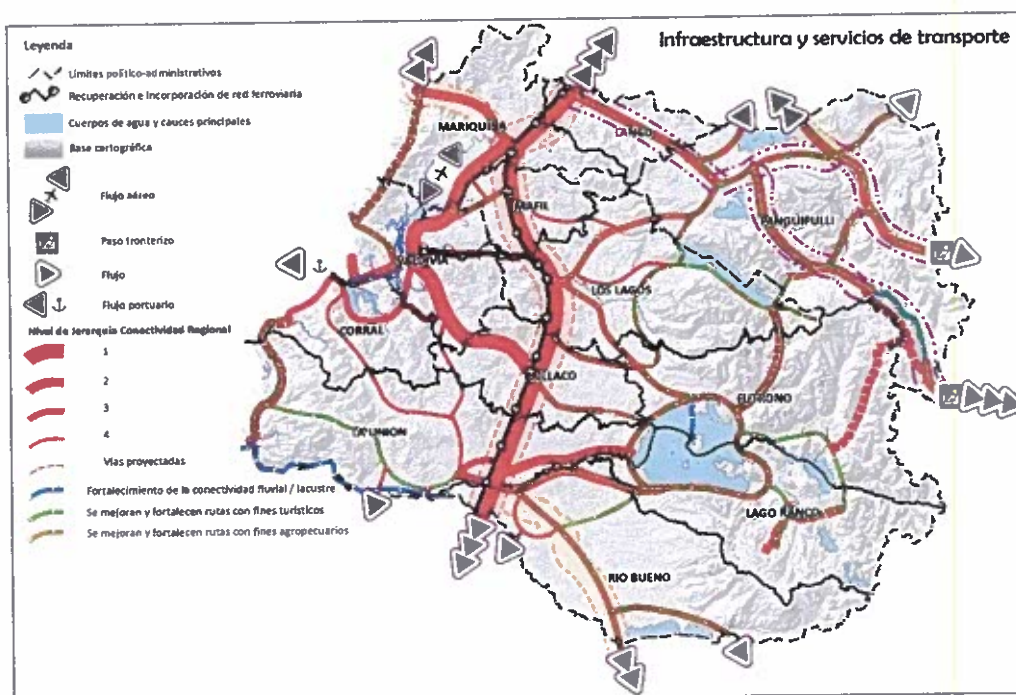 Infraestructura y servicios de transporte
Leyenda
Límites político-administrativos
Recuperación e incorporación de red ferroviaria
Cuerpos de agua y cauces principales
Base cartográfica
Flujo aéreo
Paso fronterizo
Flujo
Flujo portuario
Nivel de Jerarquía Conectividad Regional
1
2
3
4
Vías proyectadas
Fortalecimiento de la conectividad fluvial / lacustre
Se mejoran y fortalecen rutas con fines turísticos
Se mejoran y fortalecen rutas con fines agropecuarios
MARIQUINA
LANCO
MAFIL
PANGUIPULLI
VALDIVIA
LOS LAGOS
CORRAL
PAILLACO
FUTRONO
LA UNION
LAGO RANCO
RIO BUENO